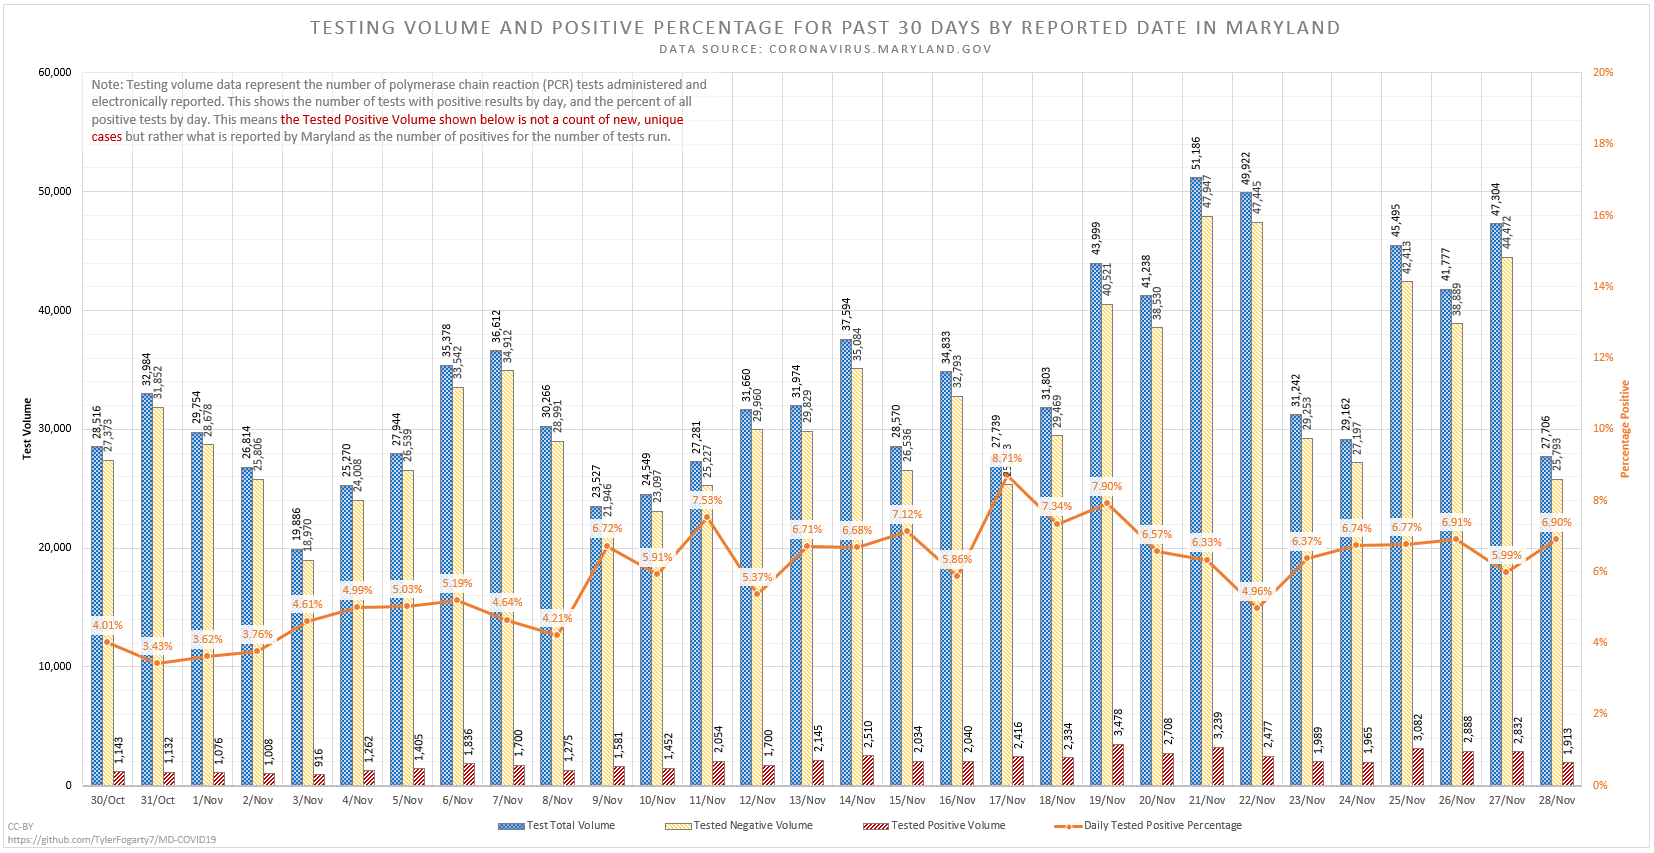 TESTING VOLUME AND POSITIVE PERCENTAGE FOR PAST 30 DAYS BY REPORTED DATE IN MARYLAND
DATA SOURCE: CORONAVIRUS.MARYLAND.GOV
Note: Testing volume data represent the number of polymerase chain reaction (PCR) tests administered and
electronically reported. This shows the number of tests with positive results by day, and the percent of all
positive tests by day. This means the Tested Positive Volume shown below is not a count of new, unique
cases but rather what is reported by Maryland as the number of positives for the number of tests run.
Test Volume
60,000
50,000
40,000
30,000
20,000
10,000
0
Percentage Positive
20%
18%
16%
14%
12%
10%
8%
6%
4%
2%
0%
28,516 27,373 4.01% 1,143
32,984 31,852 3.43% 1,132
29,754 28,678 3.62% 1,076
26,814 25,806 3.76% 1,008
19,886 18,970 4.61% 916
25,270 24,008 4.99% 1,262
27,944 26,539 5.03% 1,405
35,378 33,542 5.19% 1,836
36,612 34,912 4.64% 1,700
30,266 28,991 4.21% 1,275
23,527 21,946 6.72% 1,581
24,549 23,097 5.91% 1,452
27,281 25,227 7.53% 2,054
31,660 29,960 5.37% 1,700
31,974 29,829 6.71% 2,145
37,594 35,084 6.68% 2,510
28,570 26,536 7.12% 2,034
34,833 32,793 5.86% 2,040
27,739 8.71% 2,416
31,803 29,469 7.34% 2,334
43,999 40,521 7.90% 3,478
41,238 38,530 6.57% 2,708
51,186 47,947 6.33% 3,239
49,922 47,445 4.96% 2,477
31,242 29,253 6.37% 1,989
29,162 27,197 6.74% 1,965
45,495 42,413 6.77% 3,082
41,777 38,889 6.91% 2,888
47,304 44,472 5.99% 2,832
27,706 25,793 6.90% 1,913
30/Oct 31/Oct 1/Nov 2/Nov 3/Nov 4/Nov 5/Nov 6/Nov 7/Nov 8/Nov 9/Nov 10/Nov 11/Nov 12/Nov 13/Nov 14/Nov 15/Nov 16/Nov 17/Nov 18/Nov 19/Nov 20/Nov 21/Nov 22/Nov 23/Nov 24/Nov 25/Nov 26/Nov 27/Nov 28/Nov
Test Total Volume Tested Negative Volume Tested Positive Volume Daily Tested Positive Percentage
CC-BY
https://github.com/TylerFogarty7/MD-COVID19